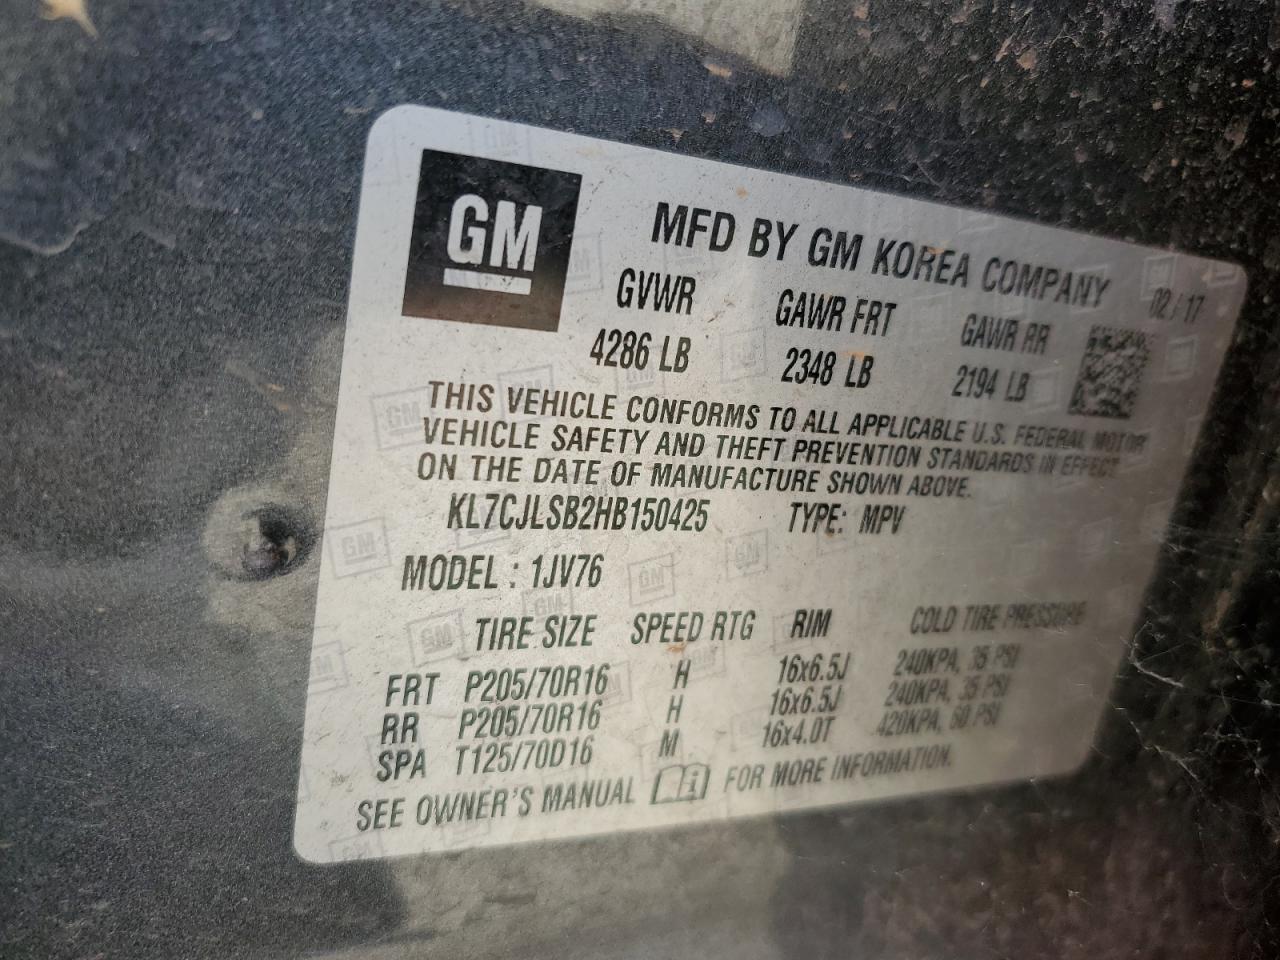 GM
MFD BY GM KOREA COMPANY 02/17
GVWR GAWR FRT GAWR RR
4286 LB 2348 LB 2194 LB
THIS VEHICLE CONFORMS TO ALL APPLICABLE U.S. FEDERAL MOTOR
VEHICLE SAFETY AND THEFT PREVENTION STANDARDS IN EFFECT
ON THE DATE OF MANUFACTURE SHOWN ABOVE.
KL7CJLSB2HB150425 TYPE: MPV
MODEL : 1JV76
TIRE SIZE SPEED RTG RIM COLD TIRE PRESSURE
FRT P205/70R16 H 16x6.5J 240KPA, 35 PSI
RR P205/70R16 H 16x6.5J 240KPA, 35 PSI
SPA T125/70D16 M 16x4.0T 420KPA, 60 PSI
SEE OWNER'S MANUAL FOR MORE INFORMATION.